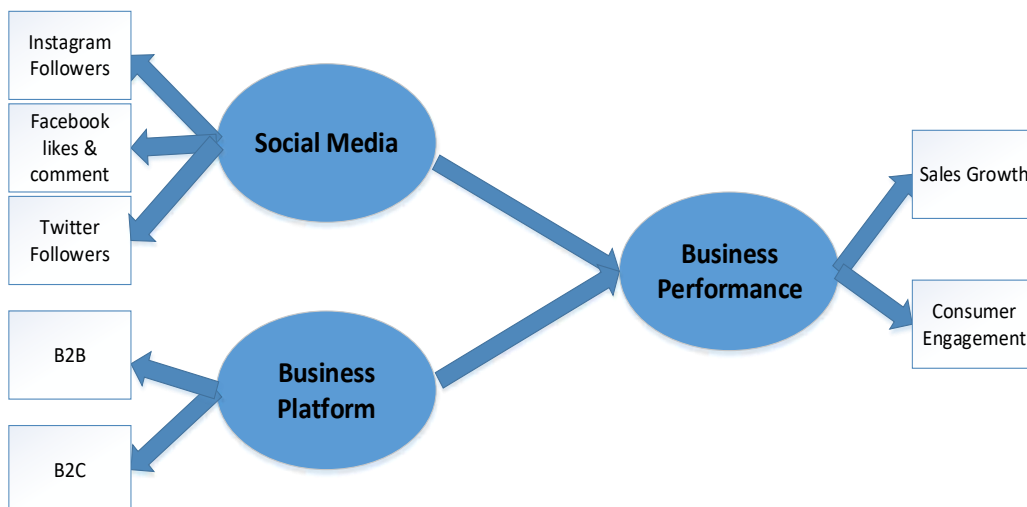 Instagram
Followers
Facebook
likes &
comment
Twitter
Followers
Social Media
B2B
B2C
Business
Platform
Business
Performance
Sales Growth
Consumer
Engagement